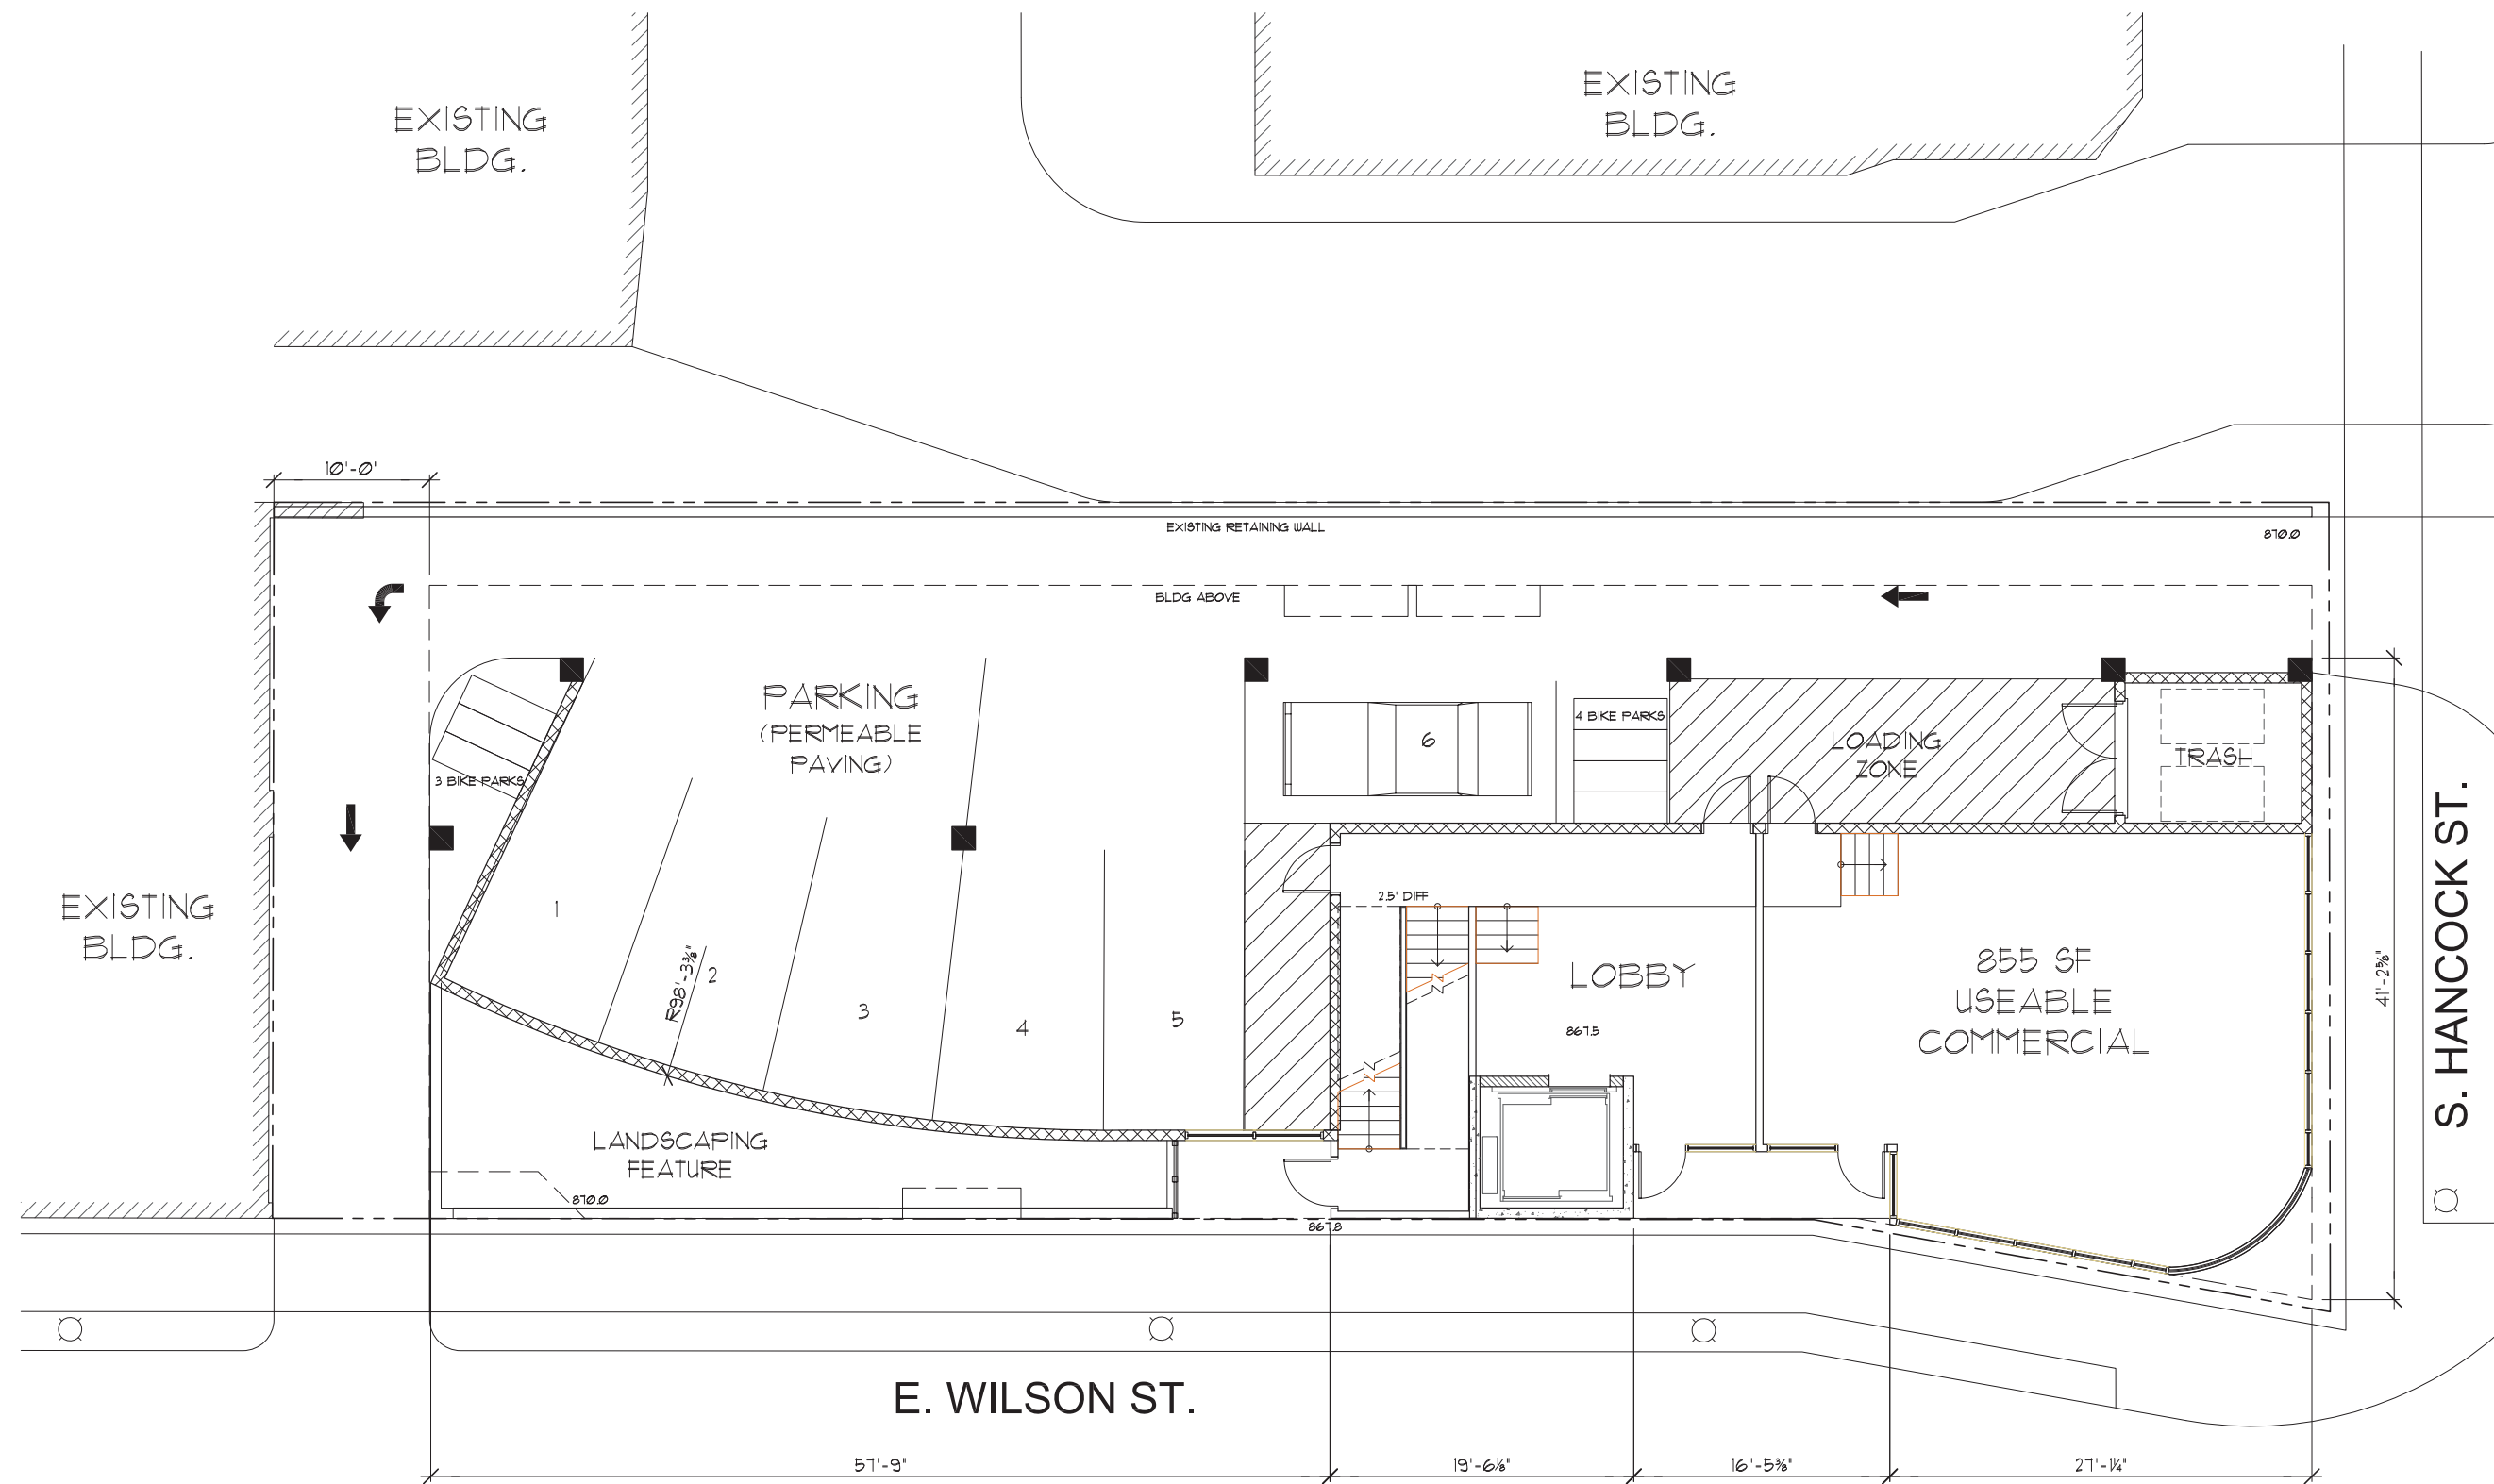 EXISTING
BLDG.
EXISTING
BLDG.
10'-0"
EXISTING RETAINING WALL
870.0
BLDG ABOVE
PARKING
(PERMEABLE
PAVING)
3 BIKE PARKS
6
4 BIKE PARKS
LOADING
ZONE
TRASH
EXISTING
BLDG.
1
2
3
4
5
R98'-3⅜"
2.5' DIFF
LOBBY
867.5
855 SF
USEABLE
COMMERCIAL
41'-2⅝"
S. HANCOCK ST.
LANDSCAPING
FEATURE
870.0
867.8
E. WILSON ST.
57'-9"
19'-6⅛"
16'-5⅜"
27'-1¼"